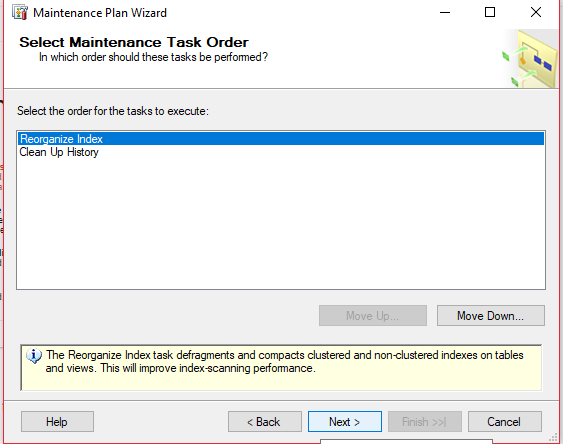 Maintenance Plan Wizard
Select Maintenance Task Order
In which order should these tasks be performed?
Select the order for the tasks to execute:
Reorganize Index
Clean Up History
Move Up...
Move Down...
The Reorganize Index task defragments and compacts clustered and non-clustered indexes on tables
and views. This will improve index-scanning performance.
Help
< Back
Next >
Finish >>|
Cancel